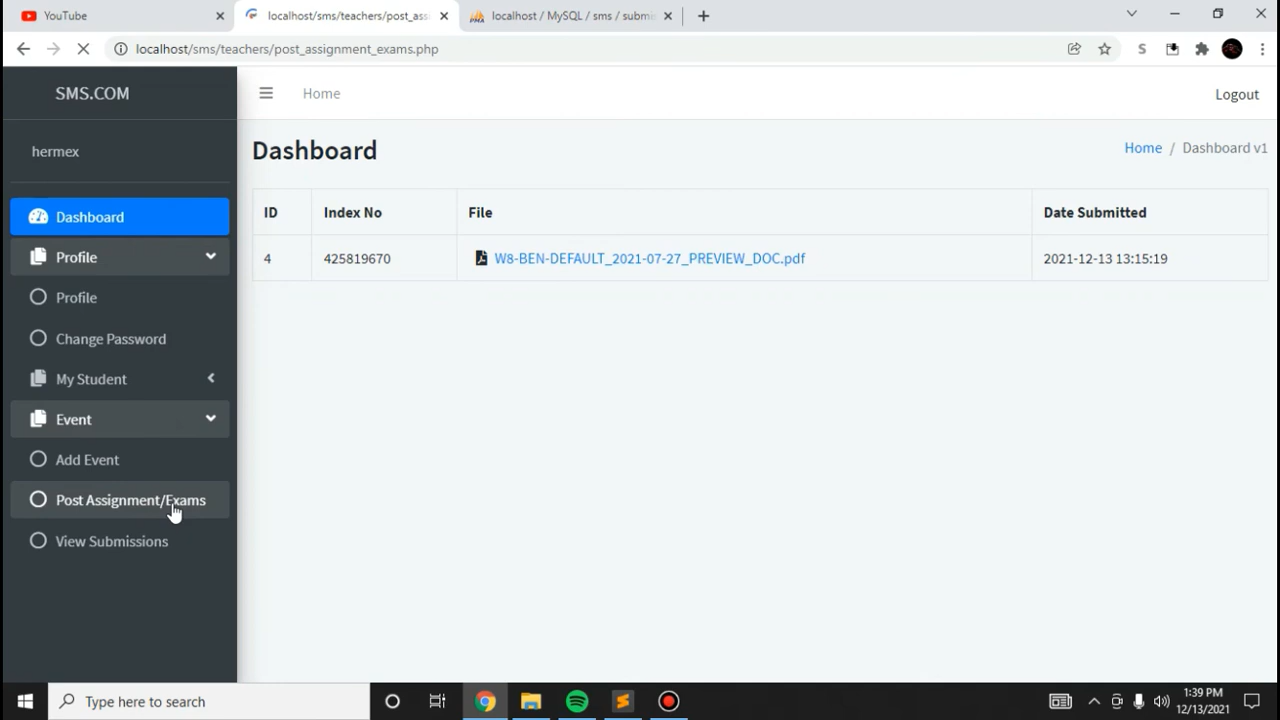 YouTube
localhost/sms/teachers/post_ass
localhost / MySQL / sms / submi
localhost/sms/teachers/post_assignment_exams.php
S
SMS.COM
Home
Logout
hermex
Dashboard
Home / Dashboard v1
Dashboard
Profile
Profile
Change Password
My Student
Event
Add Event
Post Assignment/Exams
View Submissions
ID Index No File Date Submitted
4 425819670 W8-BEN-DEFAULT_2021-07-27_PREVIEW_DOC.pdf 2021-12-13 13:15:19
Type here to search
1:39 PM
12/13/2021